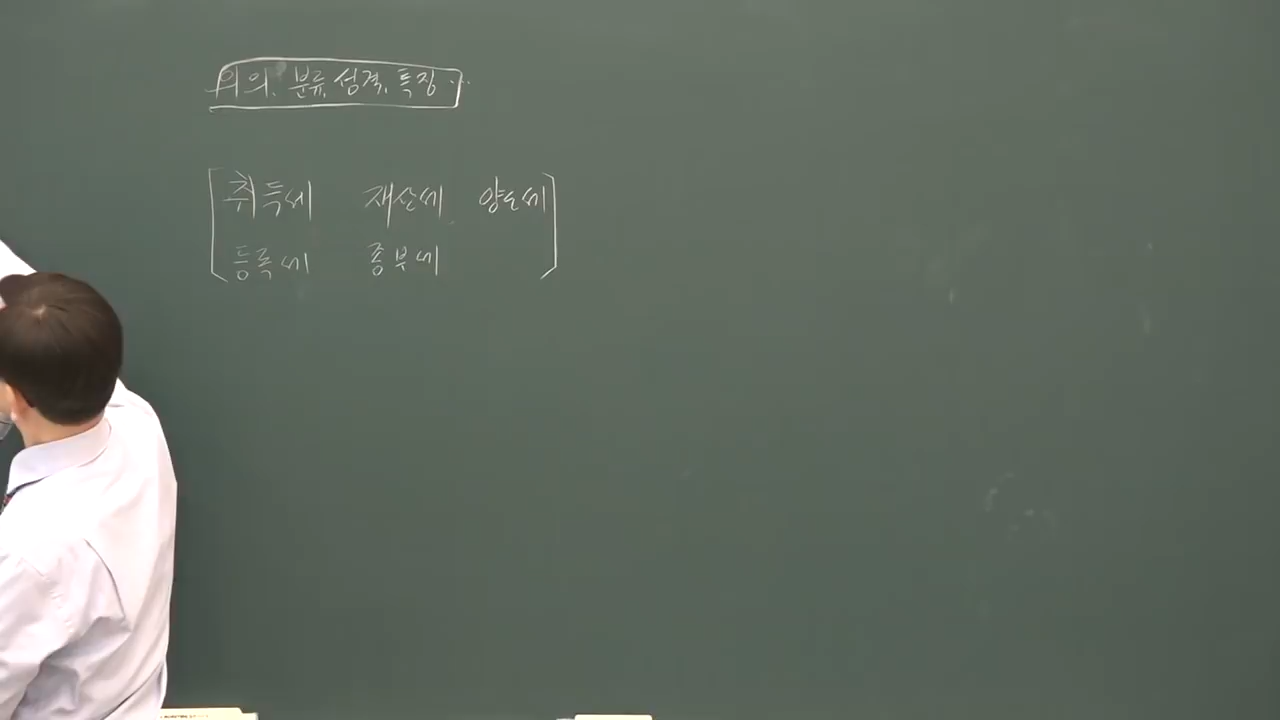 의의. 분류, 성격, 특징 ...
취득세 재산세 양도세
등록세 종부세